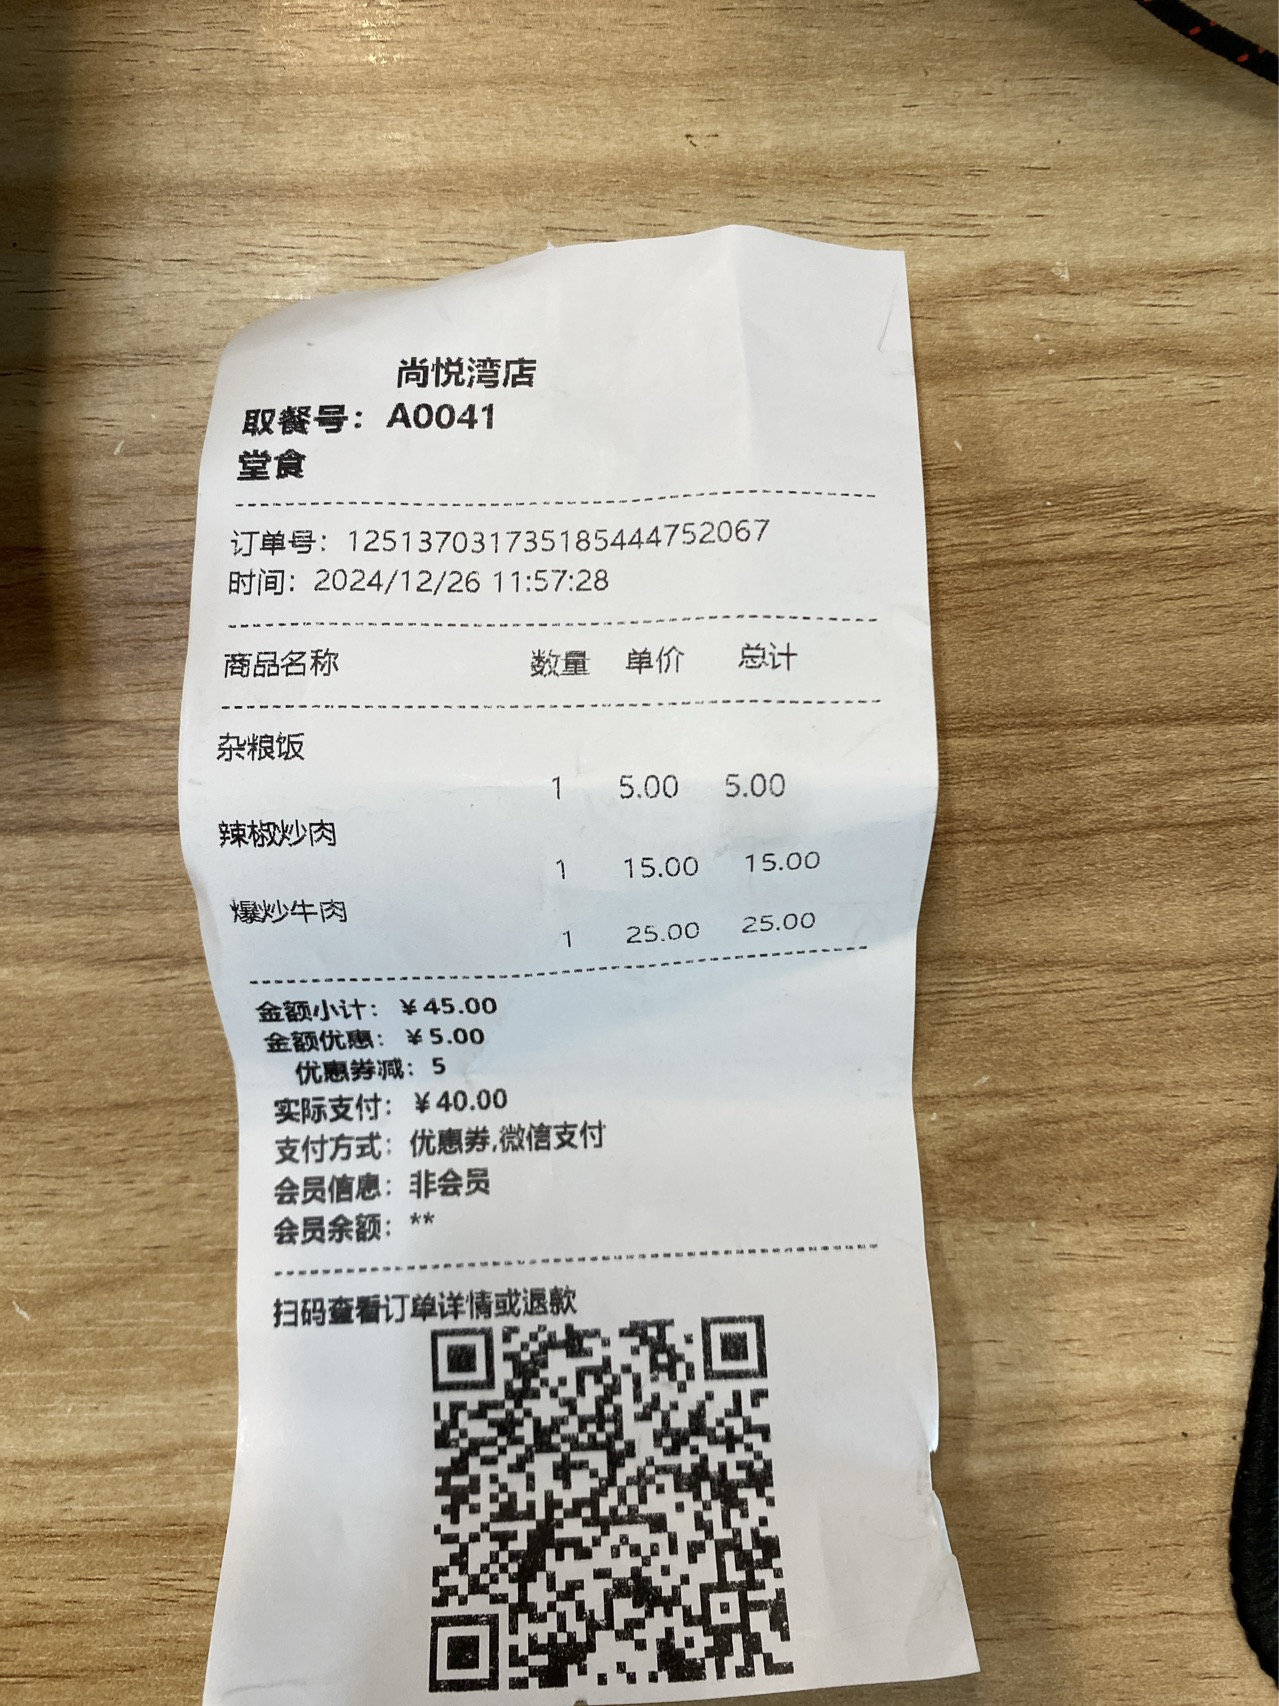 尚悦湾店
取餐号：A0041
堂食
订单号：1251370317351854444752067
时间：2024/12/26 11:57:28
商品名称 数量 单价 总计
杂粮饭
1 5.00 5.00
辣椒炒肉
1 15.00 15.00
爆炒牛肉
1 25.00 25.00
金额小计：￥45.00
金额优惠：￥5.00
优惠券减：5
实际支付：￥40.00
支付方式：优惠券,微信支付
会员信息：非会员
会员余额：**
扫码查看订单详情或退款